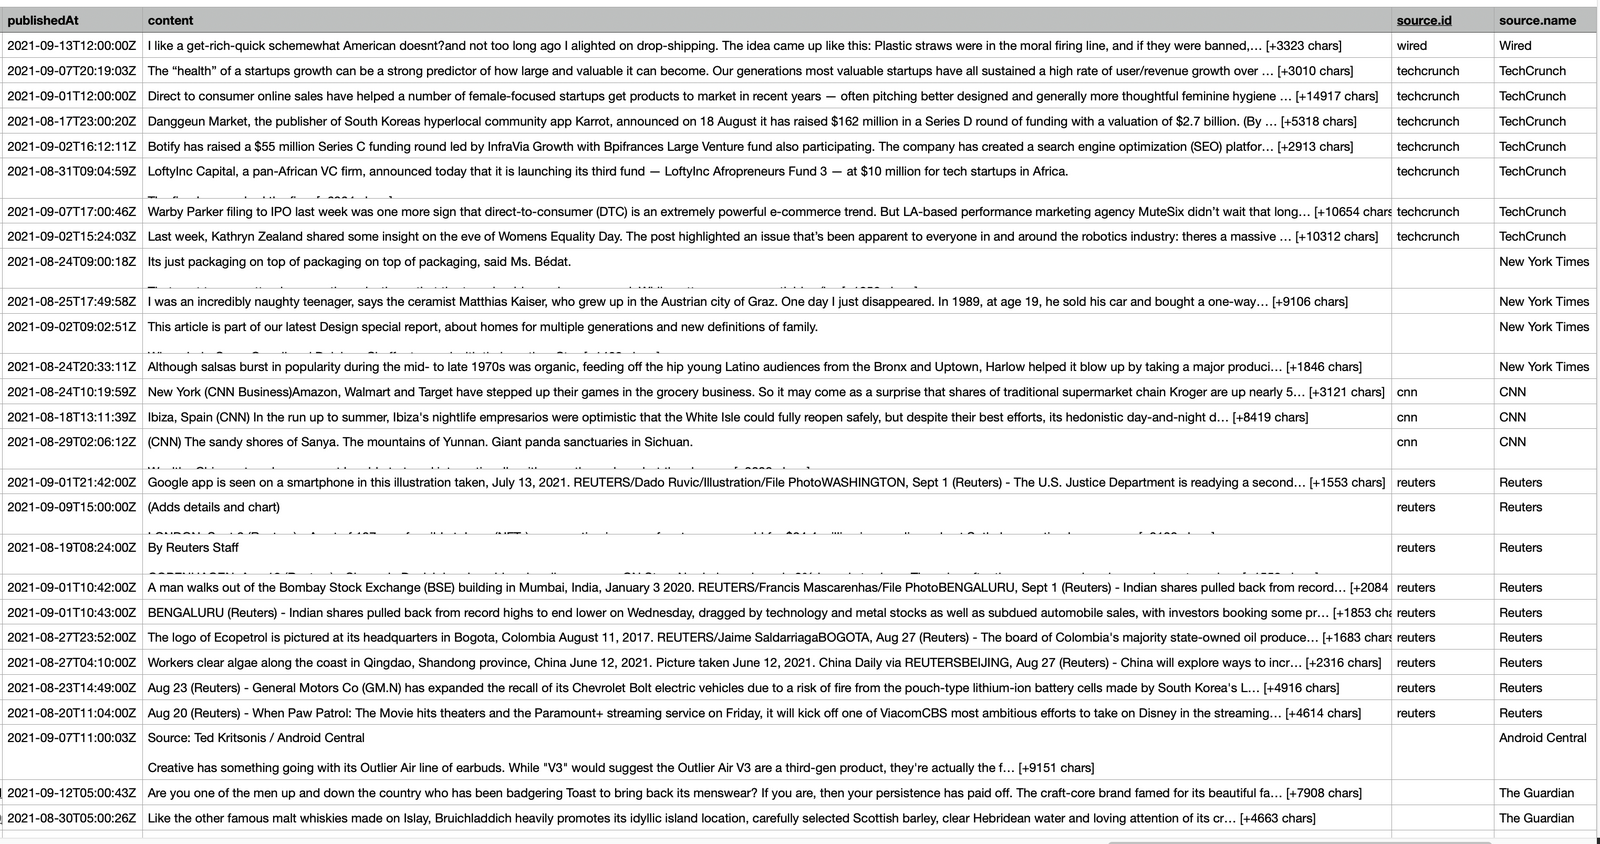 publishedAt content source.id source.name
2021-09-13T12:00:00Z I like a get-rich-quick schemewhat American doesnt?and not too long ago I alighted on drop-shipping. The idea came up like this: Plastic straws were in the moral firing line, and if they were banned,… [+3323 chars] wired Wired
2021-09-07T20:19:03Z The “health” of a startups growth can be a strong predictor of how large and valuable it can become. Our generations most valuable startups have all sustained a high rate of user/revenue growth over … [+3010 chars] techcrunch TechCrunch
2021-09-01T12:00:00Z Direct to consumer online sales have helped a number of female-focused startups get products to market in recent years — often pitching better designed and generally more thoughtful feminine hygiene … [+14917 chars] techcrunch TechCrunch
2021-08-17T23:00:20Z Danggeun Market, the publisher of South Koreas hyperlocal community app Karrot, announced on 18 August it has raised $162 million in a Series D round of funding with a valuation of $2.7 billion. (By … [+5318 chars] techcrunch TechCrunch
2021-09-02T16:12:11Z Botify has raised a $55 million Series C funding round led by InfraVia Growth with Bpifrances Large Venture fund also participating. The company has created a search engine optimization (SEO) platfor… [+2913 chars] techcrunch TechCrunch
2021-08-31T09:04:59Z LoftyInc Capital, a pan-African VC firm, announced today that it is launching its third fund — LoftyInc Afropreneurs Fund 3 — at $10 million for tech startups in Africa. techcrunch TechCrunch
2021-09-07T17:00:46Z Warby Parker filing to IPO last week was one more sign that direct-to-consumer (DTC) is an extremely powerful e-commerce trend. But LA-based performance marketing agency MuteSix didn’t wait that long… [+10654 chars techcrunch TechCrunch
2021-09-02T15:24:03Z Last week, Kathryn Zealand shared some insight on the eve of Womens Equality Day. The post highlighted an issue that’s been apparent to everyone in and around the robotics industry: theres a massive … [+10312 chars] techcrunch TechCrunch
2021-08-24T09:00:18Z Its just packaging on top of packaging on top of packaging, said Ms. Bédat. New York Times
2021-08-25T17:49:58Z I was an incredibly naughty teenager, says the ceramist Matthias Kaiser, who grew up in the Austrian city of Graz. One day I just disappeared. In 1989, at age 19, he sold his car and bought a one-way… [+9106 chars] New York Times
2021-09-02T09:02:51Z This article is part of our latest Design special report, about homes for multiple generations and new definitions of family. New York Times
2021-08-24T20:33:11Z Although salsas burst in popularity during the mid- to late 1970s was organic, feeding off the hip young Latino audiences from the Bronx and Uptown, Harlow helped it blow up by taking a major produci… [+1846 chars] New York Times
2021-08-24T10:19:59Z New York (CNN Business)Amazon, Walmart and Target have stepped up their games in the grocery business. So it may come as a surprise that shares of traditional supermarket chain Kroger are up nearly 5… [+3121 chars] cnn CNN
2021-08-18T13:11:39Z Ibiza, Spain (CNN) In the run up to summer, Ibiza's nightlife empresarios were optimistic that the White Isle could fully reopen safely, but despite their best efforts, its hedonistic day-and-night d… [+8419 chars] cnn CNN
2021-08-29T02:06:12Z (CNN) The sandy shores of Sanya. The mountains of Yunnan. Giant panda sanctuaries in Sichuan. cnn CNN
2021-09-01T21:42:00Z Google app is seen on a smartphone in this illustration taken, July 13, 2021. REUTERS/Dado Ruvic/Illustration/File PhotoWASHINGTON, Sept 1 (Reuters) - The U.S. Justice Department is readying a second… [+1553 chars] reuters Reuters
2021-09-09T15:00:00Z (Adds details and chart) reuters Reuters
2021-08-19T08:24:00Z By Reuters Staff reuters Reuters
2021-09-01T10:42:00Z A man walks out of the Bombay Stock Exchange (BSE) building in Mumbai, India, January 3 2020. REUTERS/Francis Mascarenhas/File PhotoBENGALURU, Sept 1 (Reuters) - Indian shares pulled back from record… [+2084 reuters Reuters
2021-09-01T10:43:00Z BENGALURU (Reuters) - Indian shares pulled back from record highs to end lower on Wednesday, dragged by technology and metal stocks as well as subdued automobile sales, with investors booking some pr… [+1853 cha reuters Reuters
2021-08-27T23:52:00Z The logo of Ecopetrol is pictured at its headquarters in Bogota, Colombia August 11, 2017. REUTERS/Jaime SaldarriagaBOGOTA, Aug 27 (Reuters) - The board of Colombia's majority state-owned oil produce… [+1683 chars reuters Reuters
2021-08-27T04:10:00Z Workers clear algae along the coast in Qingdao, Shandong province, China June 12, 2021. Picture taken June 12, 2021. China Daily via REUTERSBEIJING, Aug 27 (Reuters) - China will explore ways to incr… [+2316 chars] reuters Reuters
2021-08-23T14:49:00Z Aug 23 (Reuters) - General Motors Co (GM.N) has expanded the recall of its Chevrolet Bolt electric vehicles due to a risk of fire from the pouch-type lithium-ion battery cells made by South Korea's L… [+4916 chars] reuters Reuters
2021-08-20T11:04:00Z Aug 20 (Reuters) - When Paw Patrol: The Movie hits theaters and the Paramount+ streaming service on Friday, it will kick off one of ViacomCBS most ambitious efforts to take on Disney in the streaming… [+4614 chars] reuters Reuters
2021-09-07T11:00:03Z Source: Ted Kritsonis / Android Central Android Central
Creative has something going with its Outlier Air line of earbuds. While "V3" would suggest the Outlier Air V3 are a third-gen product, they're actually the f… [+9151 chars]
2021-09-12T05:00:43Z Are you one of the men up and down the country who has been badgering Toast to bring back its menswear? If you are, then your persistence has paid off. The craft-core brand famed for its beautiful fa… [+7908 chars] The Guardian
2021-08-30T05:00:26Z Like the other famous malt whiskies made on Islay, Bruichladdich heavily promotes its idyllic island location, carefully selected Scottish barley, clear Hebridean water and loving attention of its cr… [+4663 chars] The Guardian